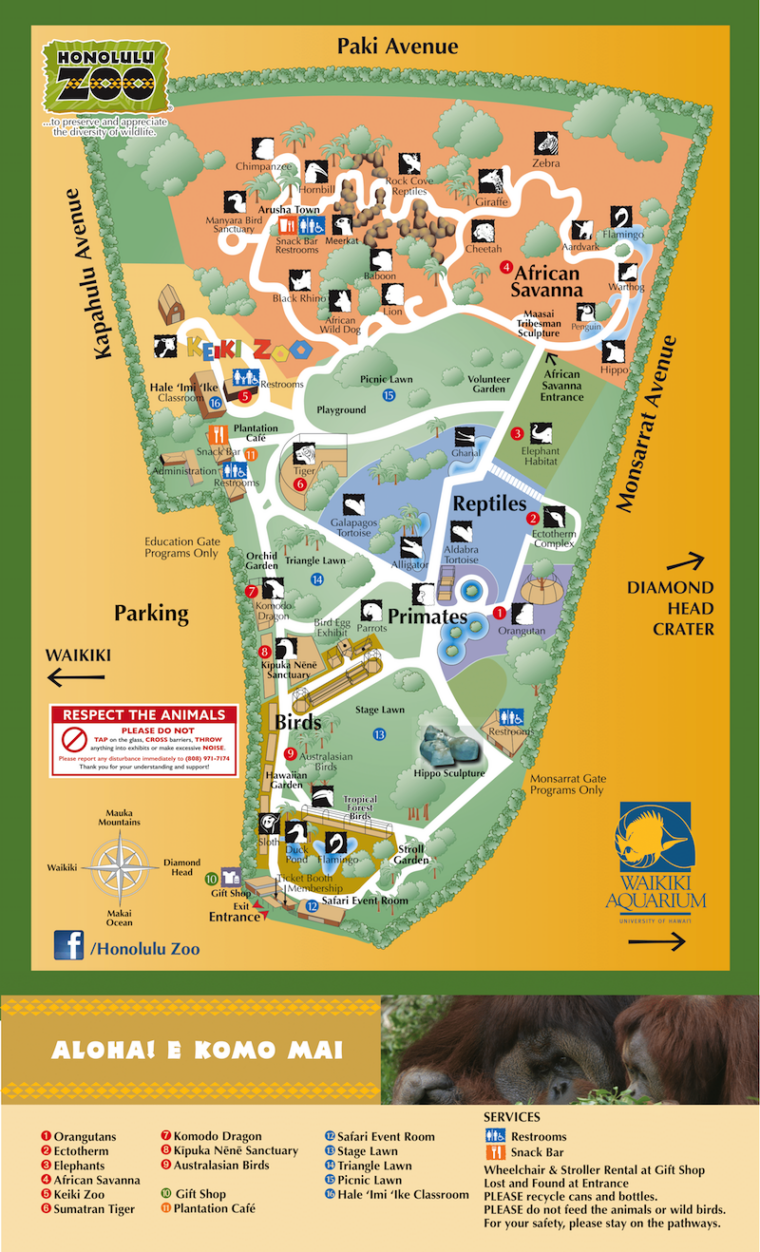 Paki Avenue
HONOLULU
ZOO
...to preserve and appreciate
the diversity of wildlife.
Kapahulu Avenue
Monsarrat Avenue
Chimpanzee
Hornbill
Rock Cove
Reptiles
Zebra
Giraffe
Manyara Bird
Sanctuary
Arusha Town
Snack Bar
Restrooms
Meerkat
Cheetah
Aardvark
Flamingo
Baboon
4 African
Savanna
Warthog
Black Rhino
African
Wild Dog
Lion
Maasai
Tribesman
Sculpture
Penguin
Hippo
KEIKI ZOO
African
Savanna
Entrance
Hale ‘Imi ‘Ike
Classroom
16
5
Restrooms
Picnic Lawn
15
Volunteer
Garden
Playground
Plantation
Café
Snack Bar
11
Administration
Restrooms
Tiger
6
Gharial
3
Elephant
Habitat
Reptiles
Galapagos
Tortoise
2
Ectotherm
Complex
Alligator
Aldabra
Tortoise
Education Gate
Programs Only
Orchid
Garden
Triangle Lawn
14
DIAMOND
HEAD
CRATER
Parking
7
Komodo
Dragon
Bird Egg
Exhibit
Parrots
Primates
1
Orangutan
WAIKIKI
8
Kipuka Nēnē
Sanctuary
RESPECT THE ANIMALS
PLEASE DO NOT
TAP on the glass, CROSS barriers, THROW
anything into exhibits or make excessive NOISE.
Please report any disturbance immediately to (808) 971-7174
Thank you for your understanding and support!
Birds
Stage Lawn
13
Restrooms
9 Australasian
Birds
Hippo Sculpture
Hawaiian
Garden
Monsarrat Gate
Programs Only
Tropical
Forest
Birds
Mauka
Mountains
Waikiki
Diamond
Head
Makai
Ocean
Sloth
Duck
Pond
Flamingo
Stroll
Garden
WAIKIKI
AQUARIUM
UNIVERSITY OF HAWAI‘I
10
Gift Shop
Ticket Booth
Membership
Exit
Entrance
12
Safari Event Room
f /Honolulu Zoo
ALOHA! E KOMO MAI
1 Orangutans
2 Ectotherm
3 Elephants
4 African Savanna
5 Keiki Zoo
6 Sumatran Tiger
7 Komodo Dragon
8 Kipuka Nēnē Sanctuary
9 Australasian Birds
10 Gift Shop
11 Plantation Café
12 Safari Event Room
13 Stage Lawn
14 Triangle Lawn
15 Picnic Lawn
16 Hale ‘Imi ‘Ike Classroom
SERVICES
Restrooms
Snack Bar
Wheelchair & Stroller Rental at Gift Shop
Lost and Found at Entrance
PLEASE recycle cans and bottles.
PLEASE do not feed the animals or wild birds.
For your safety, please stay on the pathways.